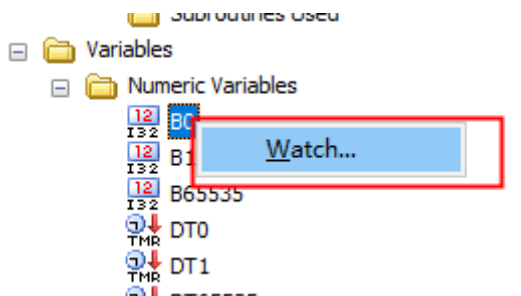 Subroutines Used
Variables
Numeric Variables
12 I32 B0
Watch...
12 I32 B1
12 I32 B65535
TMR DT0
TMR DT1
DT65535